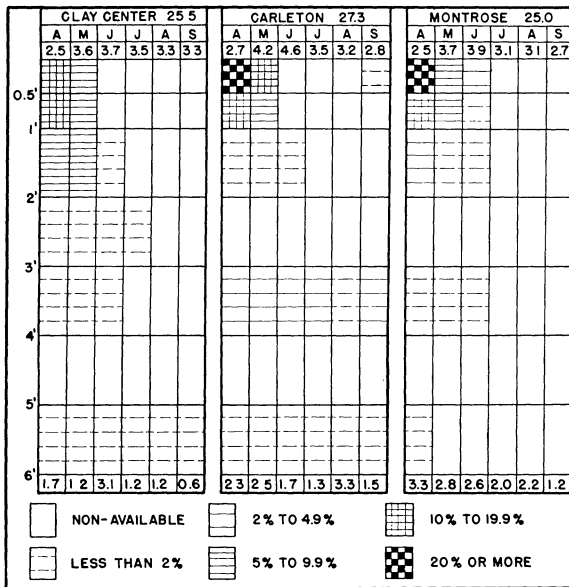 CLAY CENTER 25 5 CARLETON 27.3 MONTROSE 25.0
A M J J A S A M J J A S A M J J A S
2.5 3.6 3.7 3.5 3.3 3 3 2.7 4.2 4.6 3.5 3.2 2.8 2 5 3.7 3 9 3.1 3 1 2.7
0.5'
1'
2'
3'
4'
5'
6'
1.7 1 2 3.1 1.2 1.2 0.6 2 3 2 5 1.7 1.3 3.3 1.5 3.3 2.8 2.6 2.0 2.2 1.2
NON-AVAILABLE 2% TO 4.9% 10% TO 19.9%
LESS THAN 2% 5% TO 9.9% 20% OR MORE